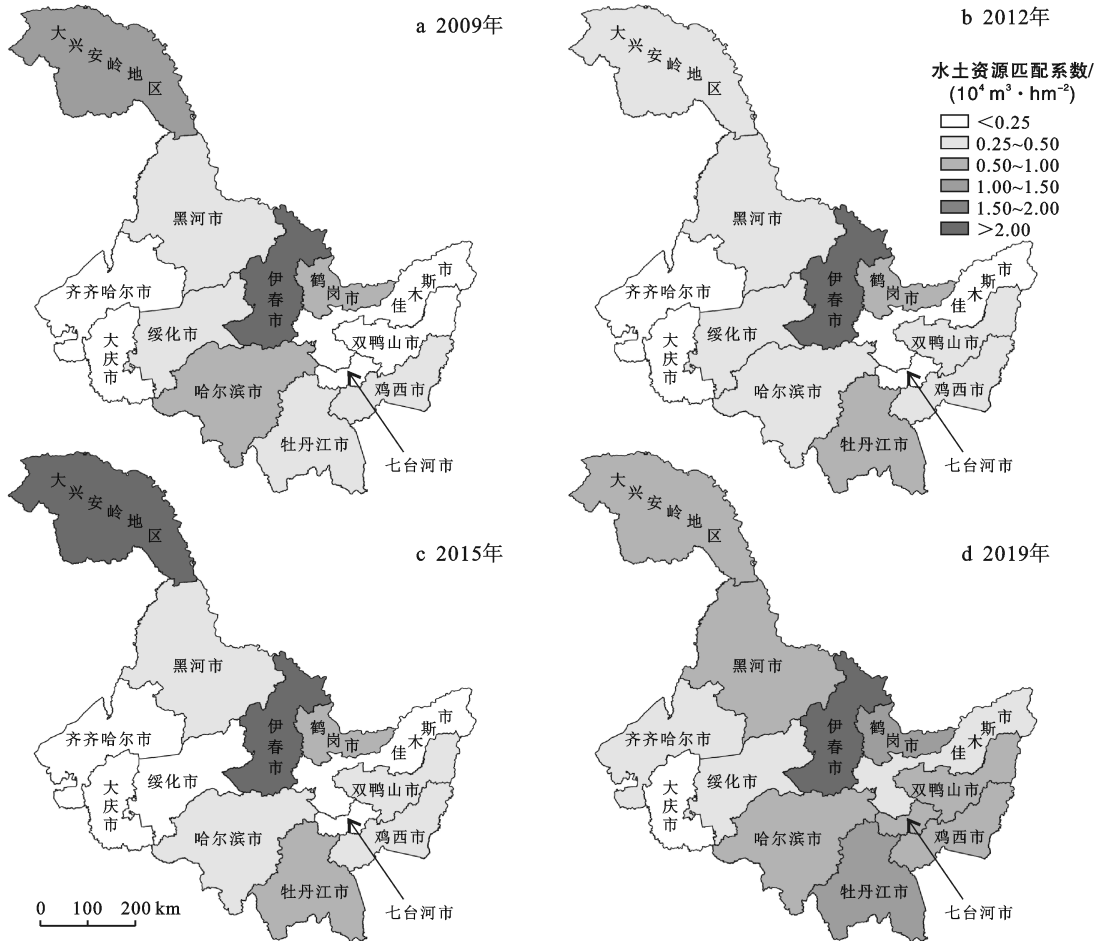 a 2009年
大兴安岭地区
黑河市
齐齐哈尔市
大庆市
绥化市
伊春市
鹤岗市
佳木斯市
双鸭山市
哈尔滨市
鸡西市
牡丹江市
七台河市
b 2012年
水土资源匹配系数/
(10⁴ m³·hm⁻²)
<0.25
0.25~0.50
0.50~1.00
1.00~1.50
1.50~2.00
>2.00
大兴安岭地区
黑河市
齐齐哈尔市
大庆市
绥化市
伊春市
鹤岗市
佳木斯市
双鸭山市
哈尔滨市
鸡西市
牡丹江市
七台河市
c 2015年
大兴安岭地区
黑河市
齐齐哈尔市
大庆市
绥化市
伊春市
鹤岗市
佳木斯市
双鸭山市
哈尔滨市
鸡西市
牡丹江市
七台河市
0 100 200 km
d 2019年
大兴安岭地区
黑河市
齐齐哈尔市
大庆市
绥化市
伊春市
鹤岗市
佳木斯市
双鸭山市
哈尔滨市
鸡西市
牡丹江市
七台河市